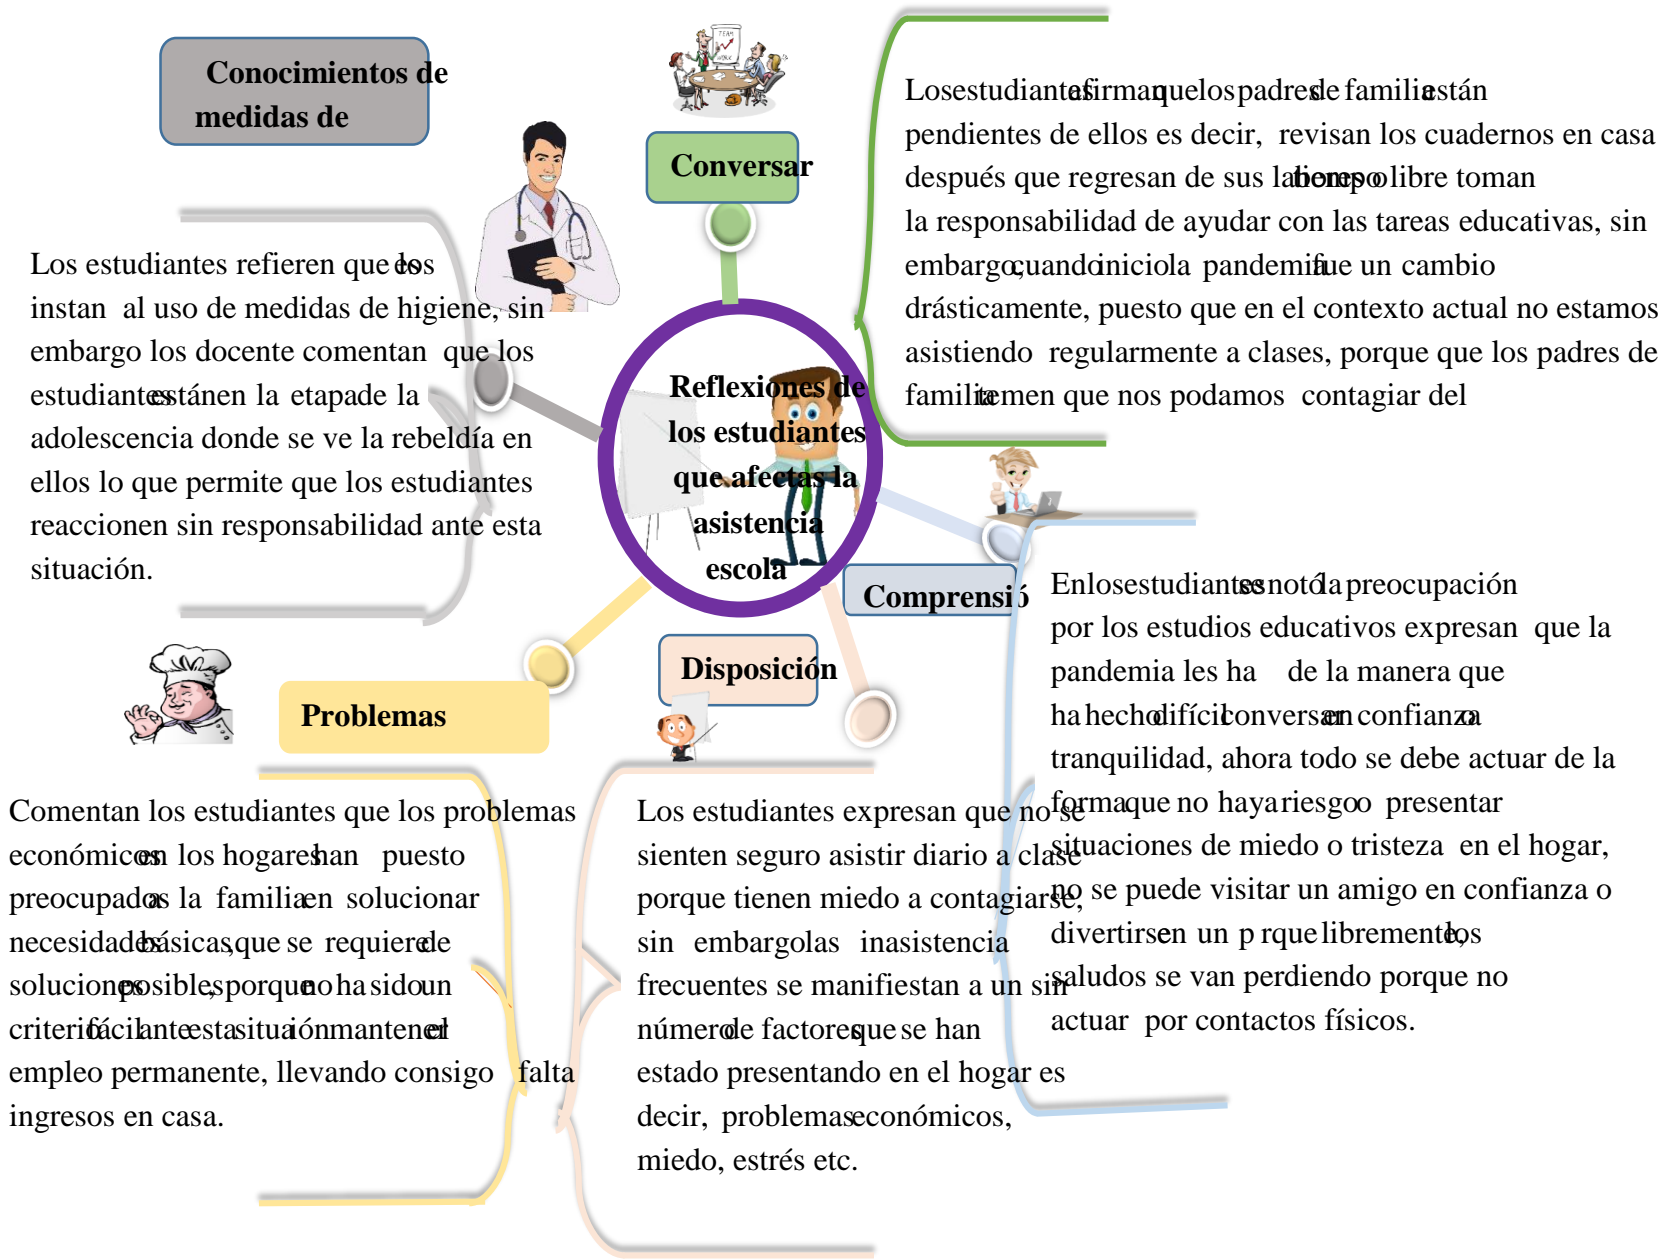 Conocimientos de
medidas de
Los estudiantes refieren que
instan al uso de medidas de higiene, sin
embargo los docente comentan que los
estudiantes están en la etapa de la
adolescencia donde se ve la rebeldía en
ellos lo que permite que los estudiantes
reaccionen sin responsabilidad ante esta
situación.
TEAM
WORK
Conversar
Los estudiantes afirman que los padres de familia están
pendientes de ellos es decir, revisan los cuadernos en casa
después que regresan de sus labores tiempo libre toman
la responsabilidad de ayudar con las tareas educativas, sin
embargo, cuando inicio la pandemia fue un cambio
drásticamente, puesto que en el contexto actual no estamos
asistiendo regularmente a clases, porque que los padres de
familia temen que nos podamos contagiar del
Reflexiones de
los estudiantes
que afectas la
asistencia
escola
Comprensió
En los estudiantes se notó la preocupación
por los estudios educativos expresan que la
pandemia les ha de la manera que
ha hecho difícil conversar en confianza o
tranquilidad, ahora todo se debe actuar de la
forma que no haya riesgo o presentar
situaciones de miedo o tristeza en el hogar,
no se puede visitar un amigo en confianza o
divertirse en un p rque libremente, los
saludos se van perdiendo porque no
actuar por contactos físicos.
Disposición
Los estudiantes expresan que no se
sienten seguro asistir diario a clase
porque tienen miedo a contagiarse,
sin embargo las inasistencia
frecuentes se manifiestan a un sin
número de factores que se han
estado presentando en el hogar es
decir, problemas económicos,
miedo, estrés etc.
Problemas
Comentan los estudiantes que los problemas
económicos en los hogares han puesto
preocupados a la familia en solucionar
necesidades básicas, que se requiere de
soluciones posibles, porque no ha sido un
criterio fácil ante esta situa ión mantener el
empleo permanente, llevando consigo falta
ingresos en casa.